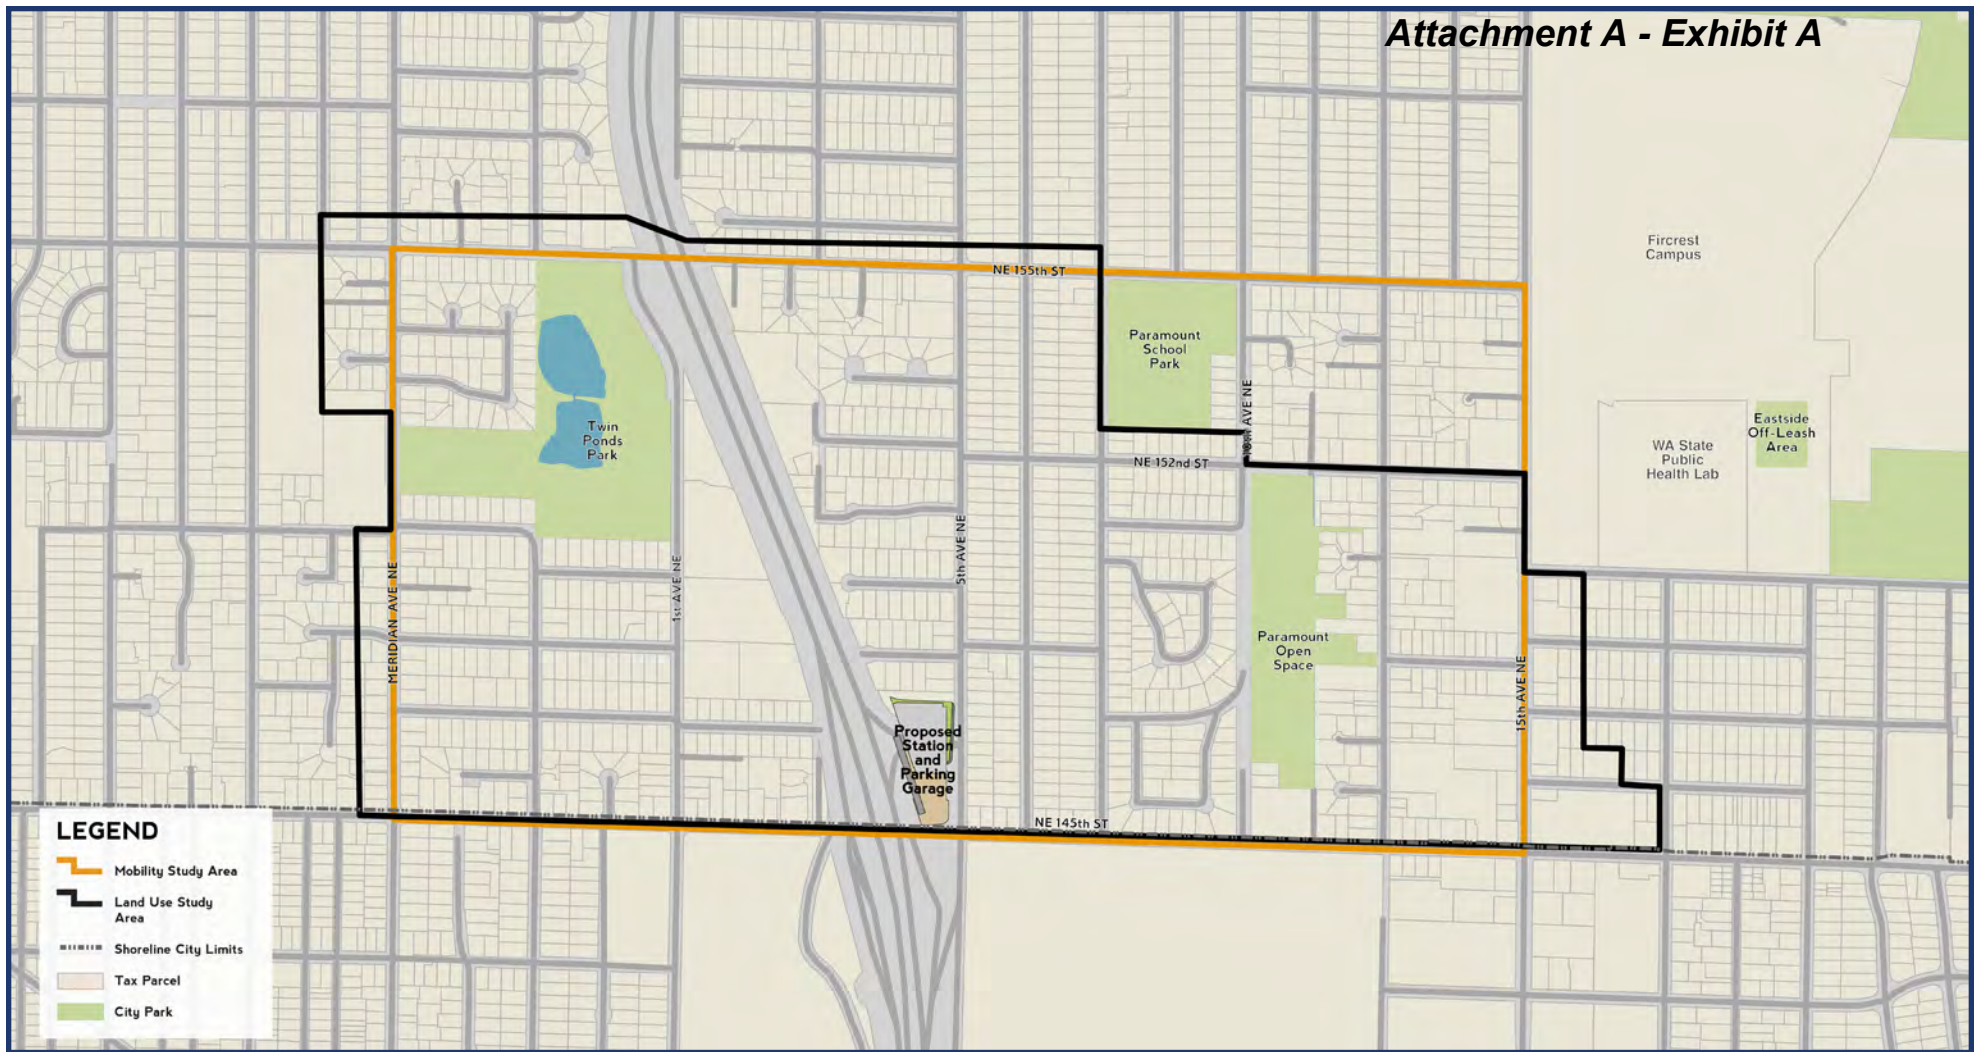 Attachment A - Exhibit A
Fircrest
Campus
NE 155th ST
Paramount
School
Park
10th AVE NE
Eastside
Off-Leash
Area
Twin
Ponds
Park
WA State
Public
Health Lab
NE 152nd ST
5th AVE NE
1st AVE NE
MERIDIAN AVE NE
Paramount
Open
Space
15th AVE NE
Proposed
Station
and
Parking
Garage
NE 145th ST
LEGEND
Mobility Study Area
Land Use Study
Area
Shoreline City Limits
Tax Parcel
City Park